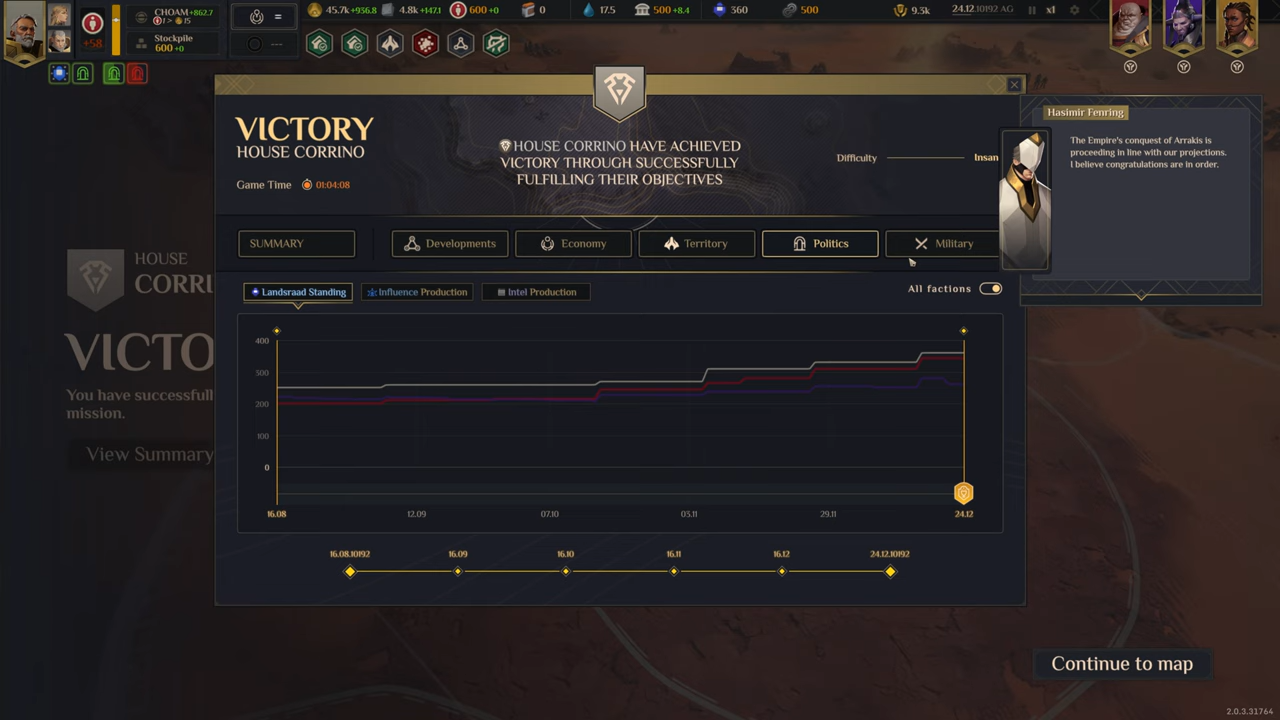 CHOAM +862.7
1 > 15
+58
Stockpile
600 +0
=
---
45.7k +936.8
4.8k +147.1
600 +0
0
17.5
500 +8.4
360
500
9.3k
24.12.10192 AG
x1
VICTORY
HOUSE CORRINO
Game Time 01:04:08
HOUSE CORRINO HAVE ACHIEVED
VICTORY THROUGH SUCCESSFULLY
FULFILLING THEIR OBJECTIVES
Difficulty
Insan
Hasimir Fenring
The Empire's conquest of Arrakis is
proceeding in line with our projections.
I believe congratulations are in order.
SUMMARY
Developments
Economy
Territory
Politics
Military
Landsraad Standing
Influence Production
Intel Production
All factions
400
300
200
100
0
16.08
12.09
07.10
03.11
29.11
24.12
16.08.10192
16.09
16.10
16.11
16.12
24.12.10192
HOUSE
CORRI
VICTO
You have successful
mission.
View Summary
Continue to map
2.0.3.31764